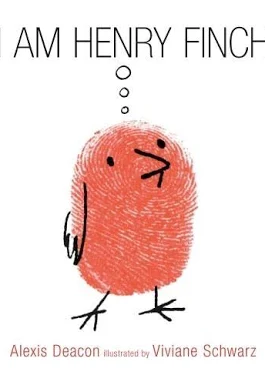 I AM HENRY FINCH
Alexis Deacon illustrated by Viviane Schwarz